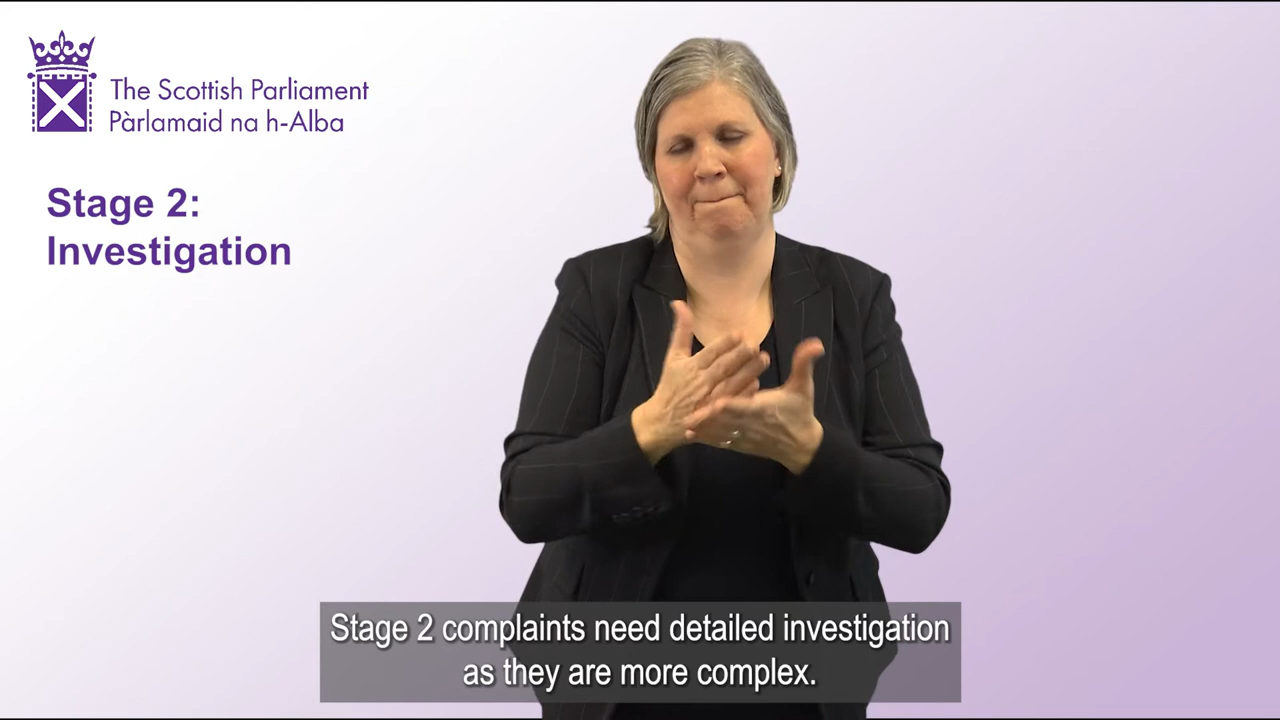 The Scottish Parliament
Pàrlamaid na h-Alba
Stage 2:
Investigation
Stage 2 complaints need detailed investigation
as they are more complex.